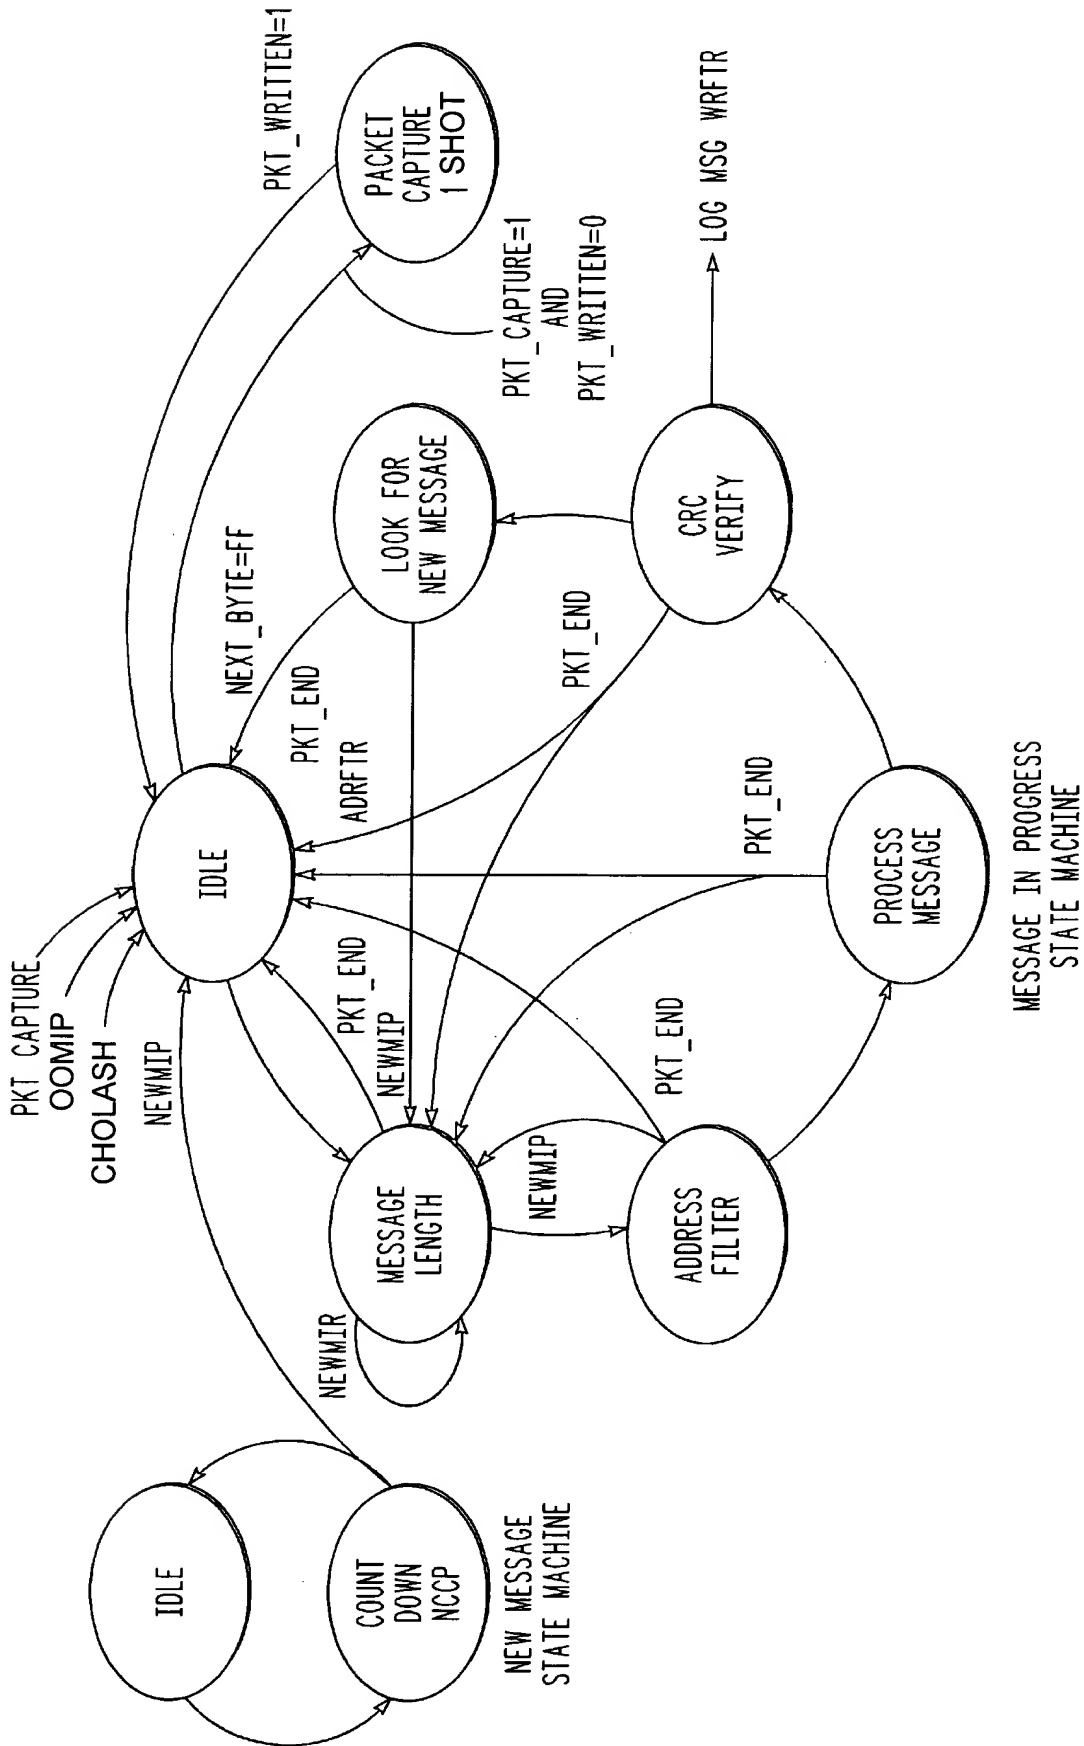 PKT CAPTURE
OOMIP
CHOLASH
NEWMIP
IDLE
COUNT
DOWN
NCCP
NEW MESSAGE
STATE MACHINE
IDLE
PKT_WRITTEN=1
PACKET
CAPTURE
1 SHOT
PKT_CAPTURE=1
AND
PKT_WRITTEN=0
NEXT_BYTE=FF
PKT_END
ADRFTR
LOOK FOR
NEW MESSAGE
NEWMIR
MESSAGE
LENGTH
PKT_END
NEWMIP
PKT_END
NEWMIP
ADDRESS
FILTER
PKT_END
PKT_END
PROCESS
MESSAGE
CRC
VERIFY
LOG MSG WRFTR
MESSAGE IN PROGRESS
STATE MACHINE